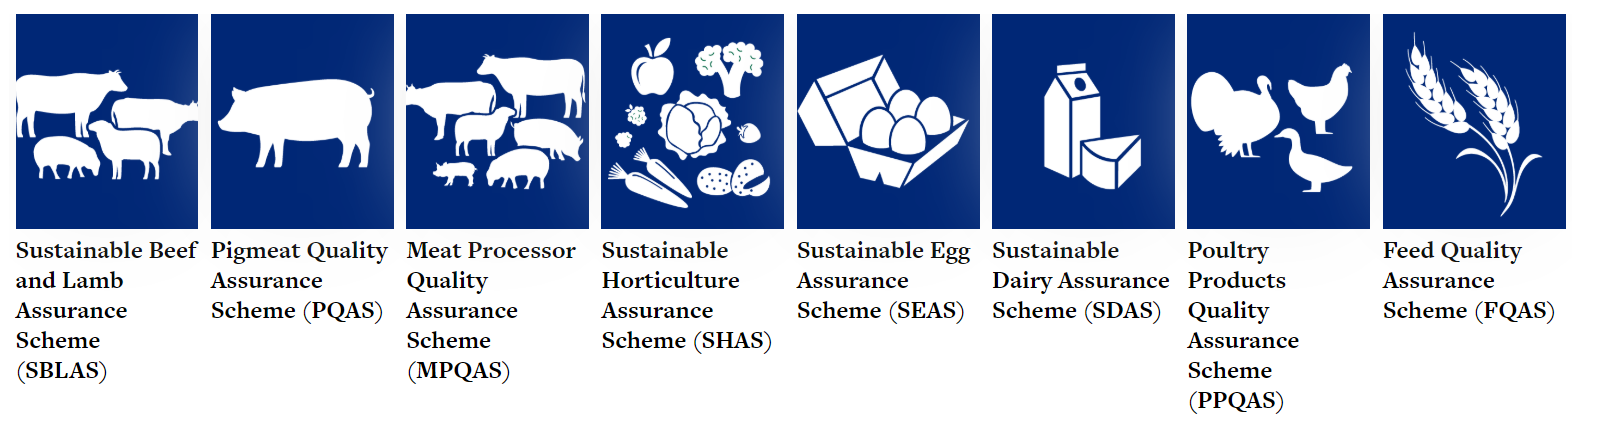 Sustainable Beef
and Lamb
Assurance
Scheme
(SBLAS)
Pigmeat Quality
Assurance
Scheme (PQAS)
Meat Processor
Quality
Assurance
Scheme
(MPQAS)
Sustainable
Horticulture
Assurance
Scheme (SHAS)
Sustainable Egg
Assurance
Scheme (SEAS)
Sustainable
Dairy Assurance
Scheme (SDAS)
Poultry
Products
Quality
Assurance
Scheme
(PPQAS)
Feed Quality
Assurance
Scheme (FQAS)